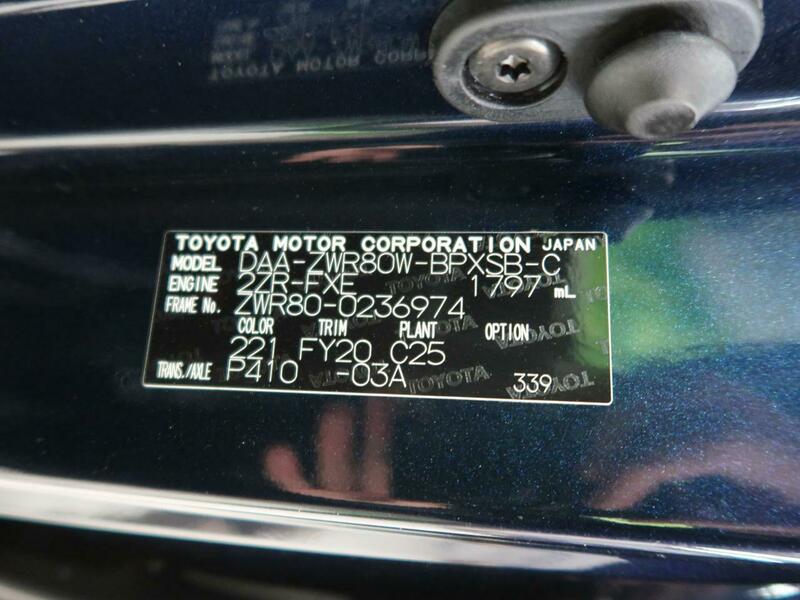 TOYOTA MOTOR CORPORATION JAPAN
MODEL DAA-ZWR80W-BPXSB-C
ENGINE 2ZR-FXE 1797 mL
FRAME No. ZWR80-0236974
COLOR TRIM PLANT OPTION
221 FY20 C25
TRANS./AXLE P410 -03A 339